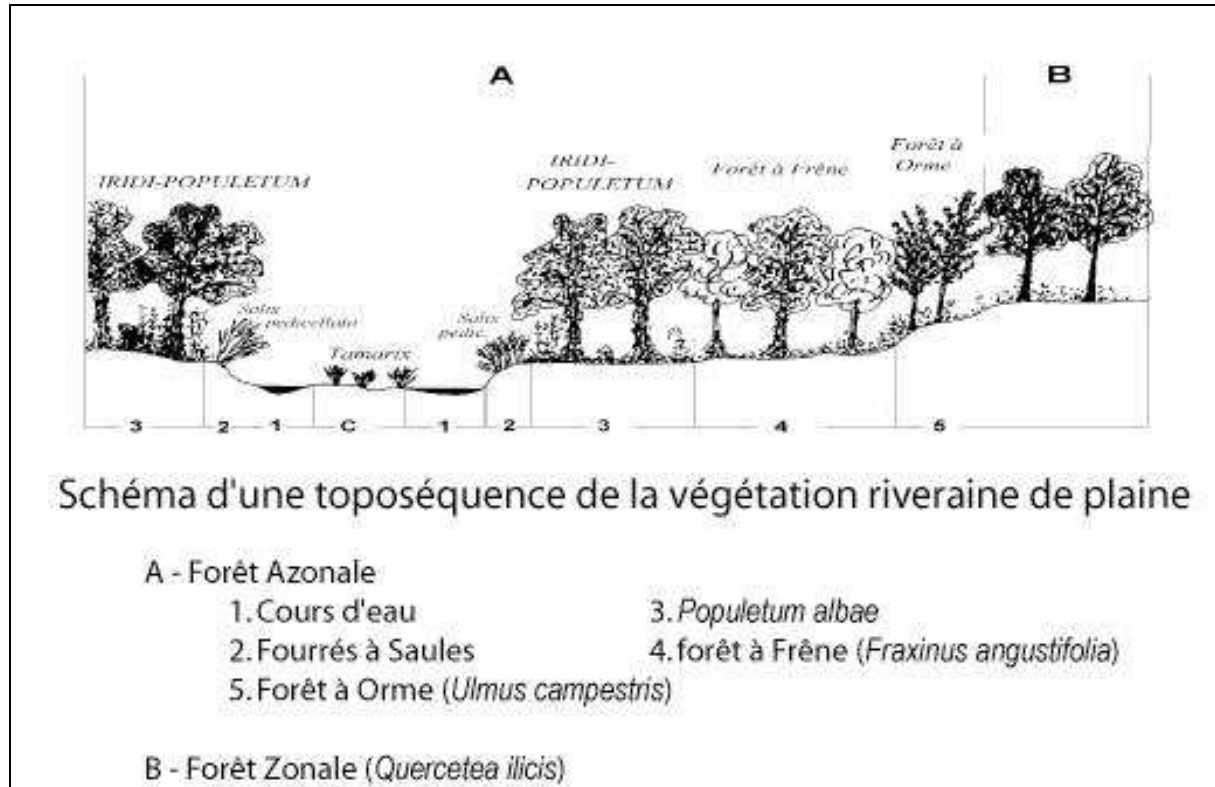 A B
Forêt à
Orme
IRIDI-POPULETUM
IRIDI-
POPULETUM
Forêt à Frêne
Salix
pedicellata
Salix
pedic.
Tamarix
3 2 1 C 1 2 3 4 5
Schéma d'une toposéquence de la végétation riveraine de plaine
A - Forêt Azonale
1. Cours d'eau 3. Populetum albae
2. Fourrés à Saules 4. forêt à Frêne (Fraxinus angustifolia)
5. Forêt à Orme (Ulmus campestris)
B - Forêt Zonale (Quercetea ilicis)